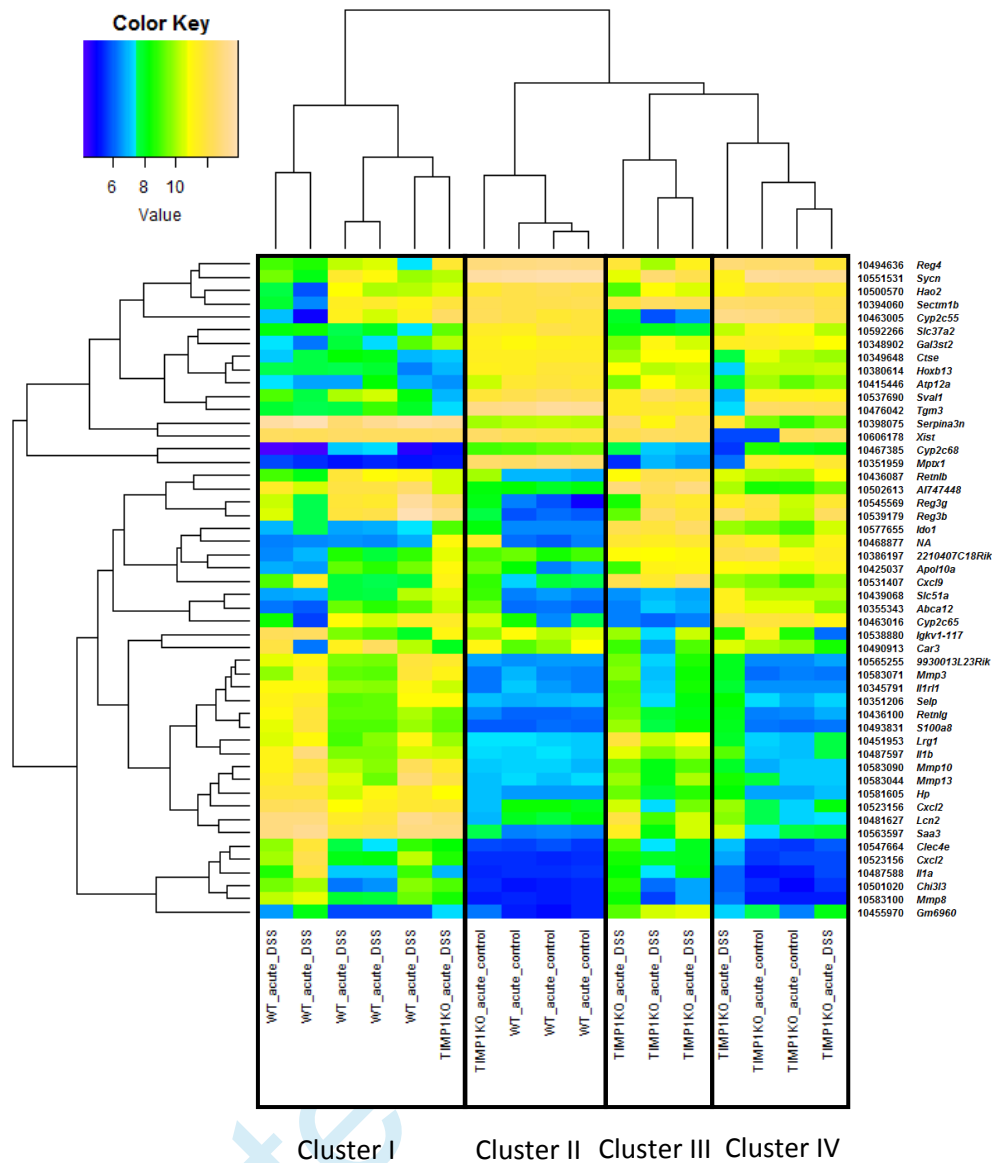 Color Key
6 8 10
Value
10494636 Reg4
10551531 Sycn
10500570 Hao2
10394060 Sectm1b
10463005 Cyp2c55
10592266 Slc37a2
10348902 Gal3st2
10349648 Ctse
10380614 Hoxb13
10415446 Atp12a
10537690 Sval1
10476042 Tgm3
10398075 Serpina3n
10606178 Xist
10467385 Cyp2c68
10351959 Mptx1
10436087 Retnlb
10502613 AI747448
10545569 Reg3g
10539179 Reg3b
10577655 Ido1
10468877 NA
10386197 2210407C18Rik
10425037 Apol10a
10531407 Cxcl9
10439068 Slc51a
10355343 Abca12
10463016 Cyp2c65
10538880 Igkv1-117
10490913 Car3
10565255 9930013L23Rik
10583071 Mmp3
10345791 Il1rl1
10351206 Selp
10436100 Retnlg
10493831 S100a8
10451953 Lrg1
10487597 Il1b
10583090 Mmp10
10583044 Mmp13
10581605 Hp
10523156 Cxcl2
10481627 Lcn2
10563597 Saa3
10547664 Clec4e
10523156 Cxcl2
10487588 Il1a
10501020 Chi3l3
10583100 Mmp8
10455970 Gm6960
WT_acute_DSS
WT_acute_DSS
WT_acute_DSS
WT_acute_DSS
WT_acute_DSS
TIMP1KO_acute_DSS
TIMP1KO_acute_control
WT_acute_control
WT_acute_control
WT_acute_control
TIMP1KO_acute_DSS
TIMP1KO_acute_DSS
TIMP1KO_acute_DSS
TIMP1KO_acute_DSS
TIMP1KO_acute_control
TIMP1KO_acute_control
TIMP1KO_acute_DSS
Cluster I Cluster II Cluster III Cluster IV